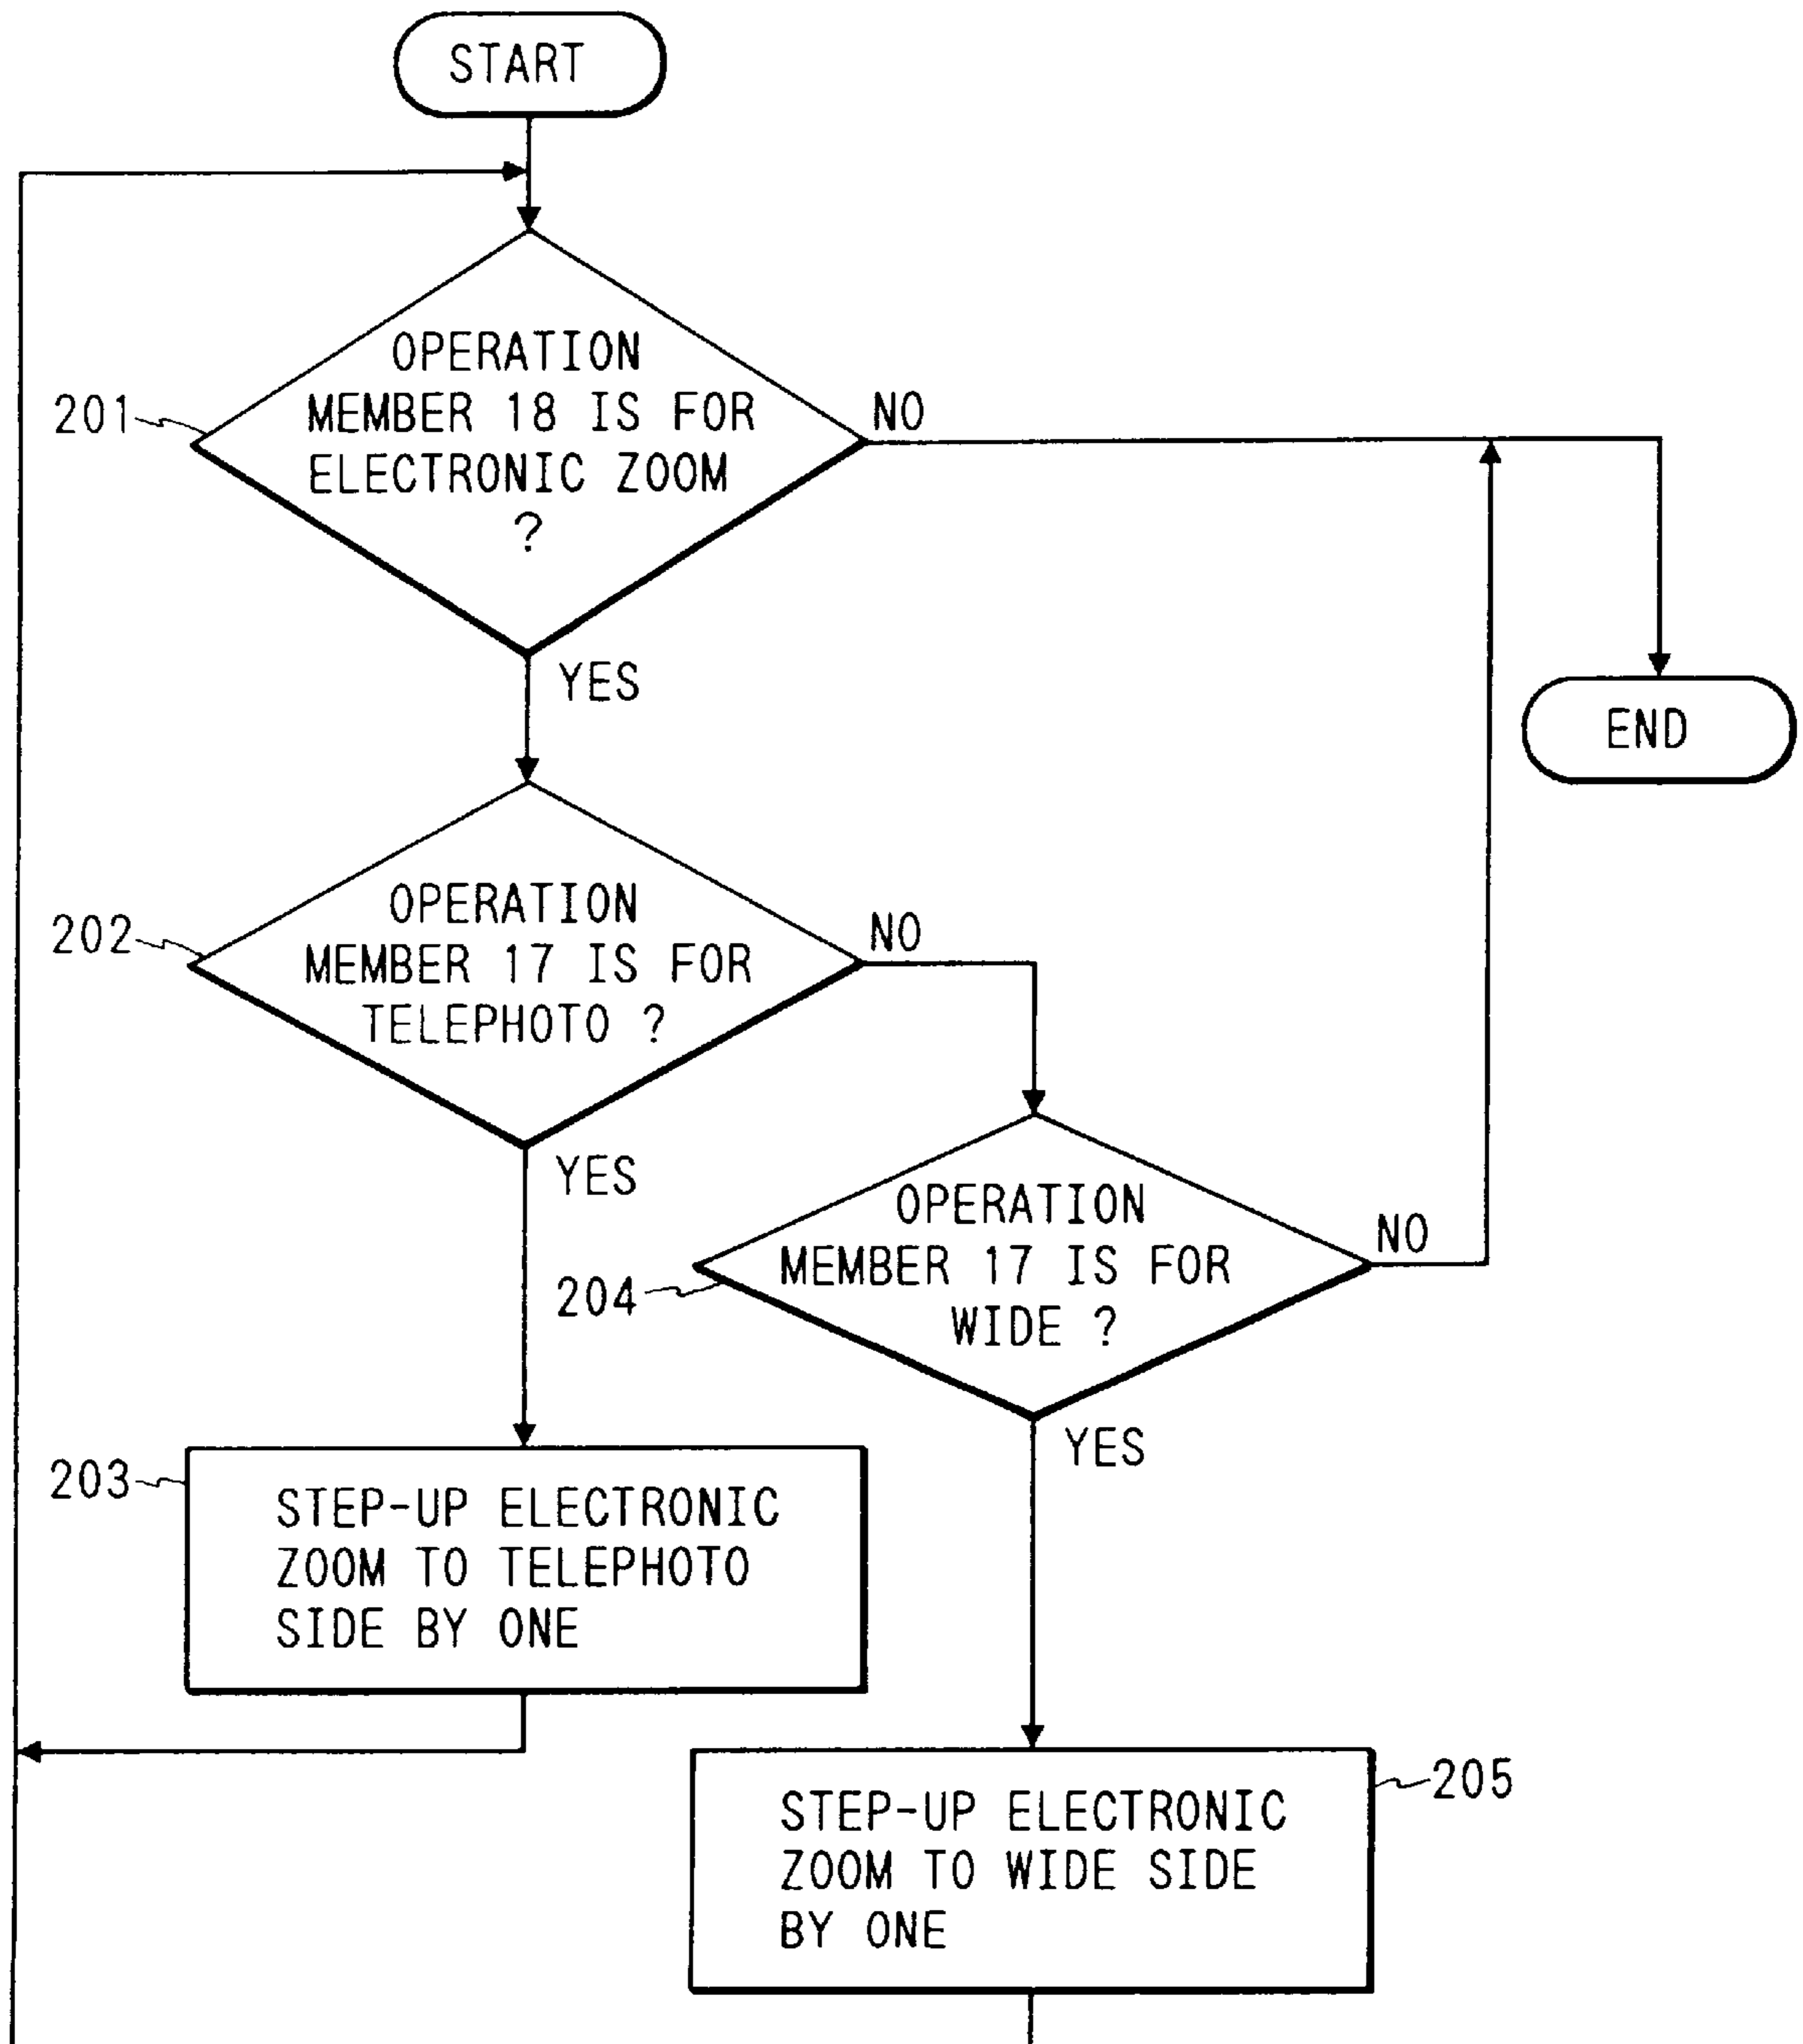 START
OPERATION
MEMBER 18 IS FOR
ELECTRONIC ZOOM
?
201
NO
YES
END
OPERATION
MEMBER 17 IS FOR
TELEPHOTO ?
202
NO
YES
OPERATION
MEMBER 17 IS FOR
WIDE ?
204
NO
YES
203
STEP-UP ELECTRONIC
ZOOM TO TELEPHOTO
SIDE BY ONE
205
STEP-UP ELECTRONIC
ZOOM TO WIDE SIDE
BY ONE